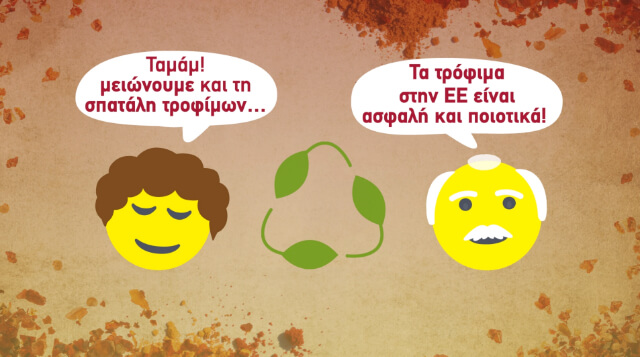 Ταμάμ!
μειώνουμε και τη
σπατάλη τροφίμων...
Τα τρόφιμα
στην ΕΕ είναι
ασφαλή και ποιοτικά!